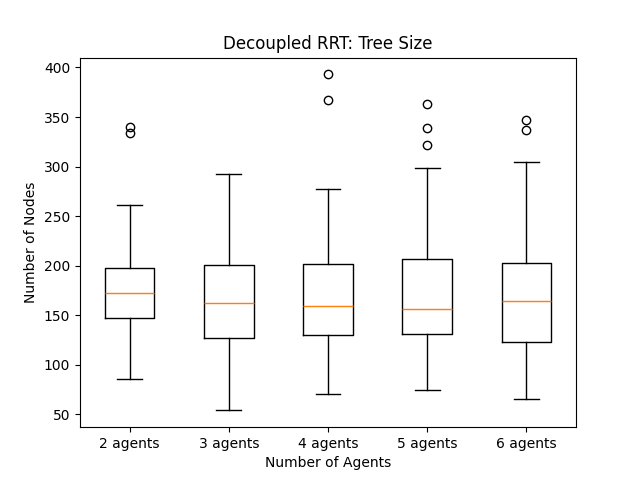 Decoupled RRT: Tree Size
400
350
300
250
200
150
100
50
Number of Nodes
2 agents 3 agents 4 agents 5 agents 6 agents
Number of Agents